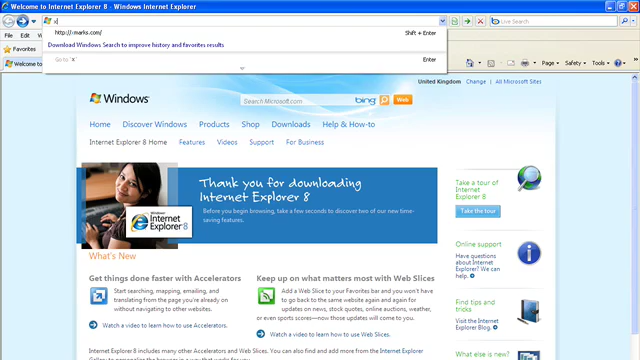 Welcome to Internet Explorer 8 - Windows Internet Explorer
x
Live Search
http://.marks.com/
Shift + Enter
Download Windows Search to improve history and favorites results
Go to 'x'
Enter
Favorites
Welcome to
Page
Safety
Tools
United Kingdom
Change
All Microsoft Sites
Windows
Search Microsoft.com
bing
Web
Home
Discover Windows
Products
Shop
Downloads
Help & How-to
Internet Explorer 8 Home
Features
Videos
Support
For Business
Thank you for downloading
Internet Explorer 8
Before you begin browsing, take a few seconds to discover two of our new time-
saving features.
Windows
Internet
Explorer 8
Take a tour of
Internet
Explorer 8
Take the tour
What's New
Online support
Have questions
about Internet
Explorer? We can
help.
Get things done faster with Accelerators
Start searching, mapping, emailing, and
translating from the page you're already on
without navigating to other websites.
Watch a video to learn how to use Accelerators.
Keep up on what matters most with Web Slices
Add a Web Slice to your Favorites bar and you won't
have to go back to the same website again and again for
updates on news, stock quotes, online auctions, weather,
or even sports scores—now those updates will come to you.
Watch a video to learn how to use Web Slices.
Find tips and
tricks
Visit the Internet
Explorer Blog.
Internet Explorer 8 includes many other Accelerators and Web Slices. You can also find and add more from the Internet Explorer
What else is new?